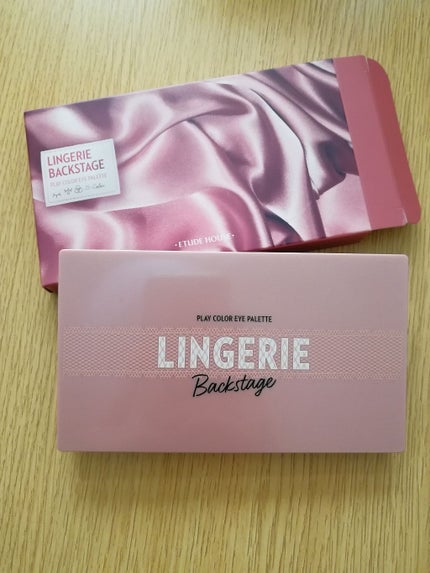 LINGERIE
BACKSTAGE
PLAY COLOR EYE PALETTE
·ETUDE HOUSE·
PLAY COLOR EYE PALETTE
LINGERIE
Backstage